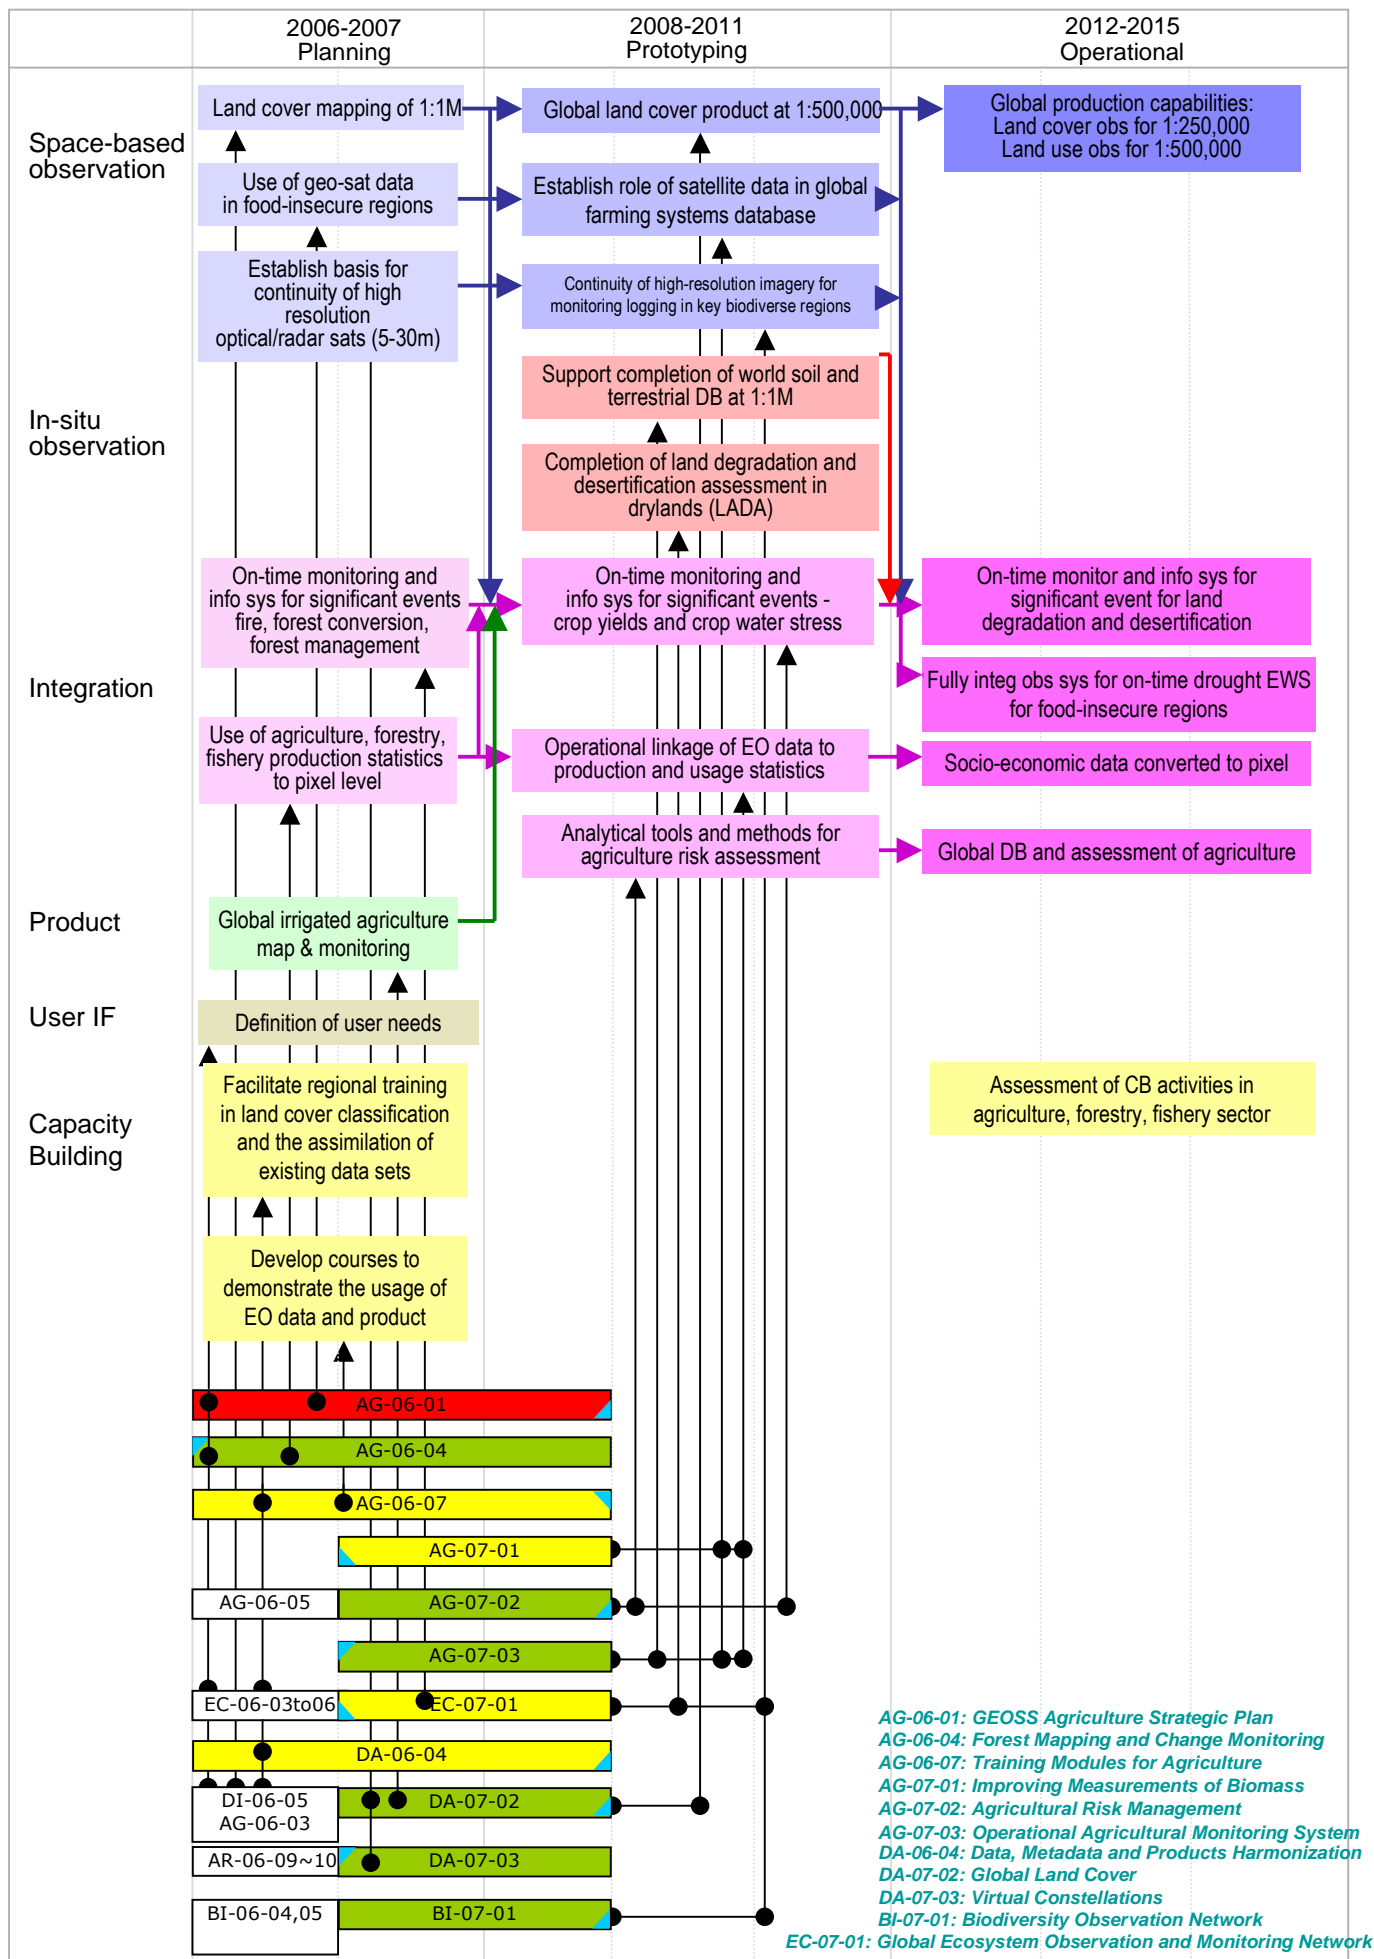 2006-2007
Planning
2008-2011
Prototyping
2012-2015
Operational
Space-based
observation
Land cover mapping of 1:1M
Global land cover product at 1:500,000
Global production capabilities:
Land cover obs for 1:250,000
Land use obs for 1:500,000
Use of geo-sat data
in food-insecure regions
Establish role of satellite data in global
farming systems database
Establish basis for
continuity of high
resolution
optical/radar sats (5-30m)
Continuity of high-resolution imagery for
monitoring logging in key biodiverse regions
In-situ
observation
Support completion of world soil and
terrestrial DB at 1:1M
Completion of land degradation and
desertification assessment in
drylands (LADA)
Integration
On-time monitoring and
info sys for significant events
fire, forest conversion,
forest management
On-time monitoring and
info sys for significant events -
crop yields and crop water stress
On-time monitor and info sys for
significant event for land
degradation and desertification
Fully integ obs sys for on-time drought EWS
for food-insecure regions
Use of agriculture, forestry,
fishery production statistics
to pixel level
Operational linkage of EO data to
production and usage statistics
Socio-economic data converted to pixel
Analytical tools and methods for
agriculture risk assessment
Global DB and assessment of agriculture
Product
Global irrigated agriculture
map & monitoring
User IF
Definition of user needs
Capacity
Building
Facilitate regional training
in land cover classification
and the assimilation of
existing data sets
Assessment of CB activities in
agriculture, forestry, fishery sector
Develop courses to
demonstrate the usage of
EO data and product
AG-06-01
AG-06-04
AG-06-07
AG-07-01
AG-06-05
AG-07-02
AG-07-03
EC-06-03to06
EC-07-01
DA-06-04
DI-06-05
AG-06-03
DA-07-02
AR-06-09~10
DA-07-03
BI-06-04,05
BI-07-01
AG-06-01: GEOSS Agriculture Strategic Plan
AG-06-04: Forest Mapping and Change Monitoring
AG-06-07: Training Modules for Agriculture
AG-07-01: Improving Measurements of Biomass
AG-07-02: Agricultural Risk Management
AG-07-03: Operational Agricultural Monitoring System
DA-06-04: Data, Metadata and Products Harmonization
DA-07-02: Global Land Cover
DA-07-03: Virtual Constellations
BI-07-01: Biodiversity Observation Network
EC-07-01: Global Ecosystem Observation and Monitoring Network